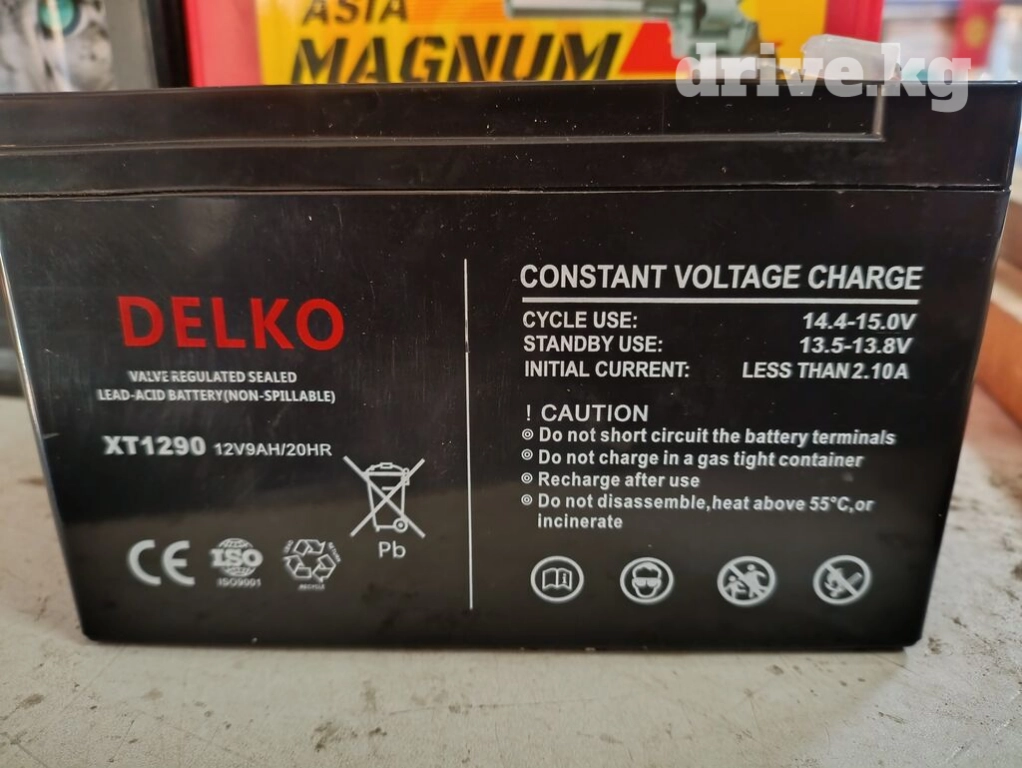 ASIA
MAGNUM
drive.kg
DELKO
VALVE REGULATED SEALED
LEAD-ACID BATTERY(NON-SPILLABLE)
XT1290 12V9AH/20HR
Pb
CE
ISO
ISO9001
RECYCLE
CONSTANT VOLTAGE CHARGE
CYCLE USE: 14.4-15.0V
STANDBY USE: 13.5-13.8V
INITIAL CURRENT: LESS THAN 2.10A
! CAUTION
Do not short circuit the battery terminals
Do not charge in a gas tight container
Recharge after use
Do not disassemble,heat above 55°C,or
incinerate